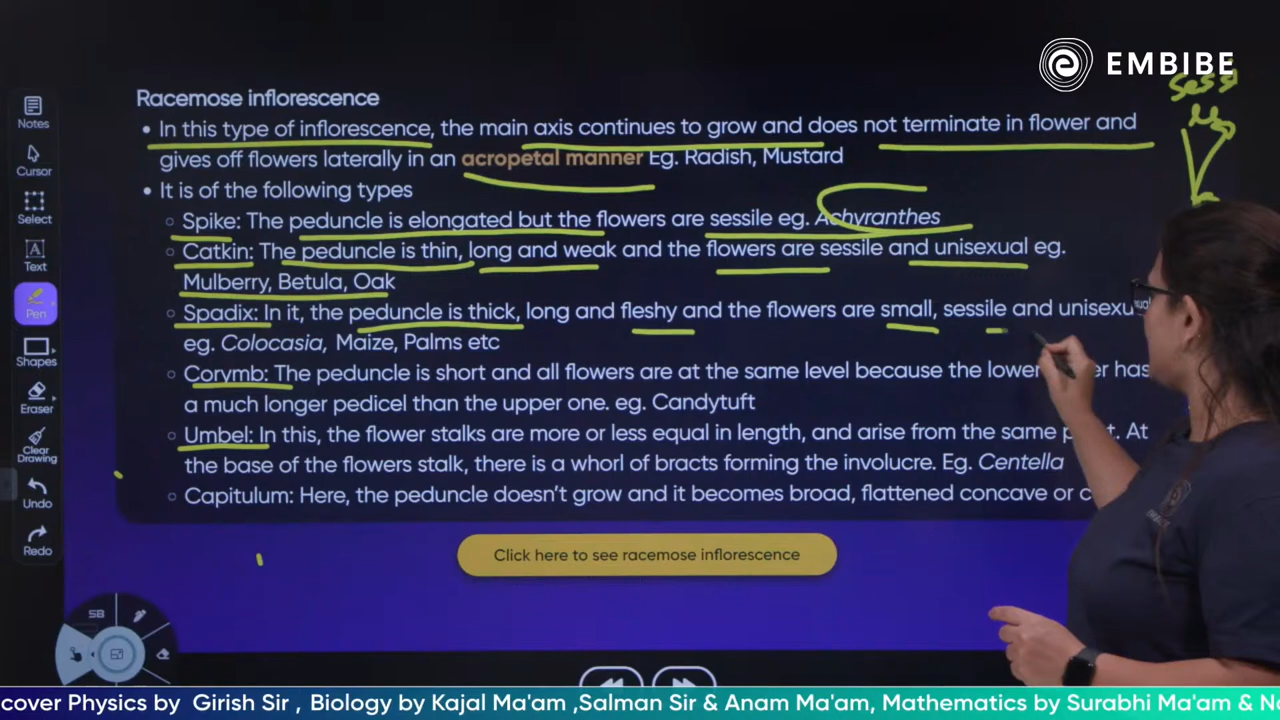 EMBIBE
Racemose inflorescence
• In this type of inflorescence, the main axis continues to grow and does not terminate in flower and
gives off flowers laterally in an acropetal manner Eg. Radish, Mustard
• It is of the following types
○ Spike: The peduncle is elongated but the flowers are sessile eg. Achyranthes
○ Catkin: The peduncle is thin, long and weak and the flowers are sessile and unisexual eg.
Mulberry, Betula, Oak
○ Spadix: In it, the peduncle is thick, long and fleshy and the flowers are small, sessile and unisexu
eg. Colocasia, Maize, Palms etc
○ Corymb: The peduncle is short and all flowers are at the same level because the lower has
a much longer pedicel than the upper one. eg. Candytuft
○ Umbel: In this, the flower stalks are more or less equal in length, and arise from the same At
the base of the flowers stalk, there is a whorl of bracts forming the involucre. Eg. Centella
○ Capitulum: Here, the peduncle doesn't grow and it becomes broad, flattened concave or c
Click here to see racemose inflorescence
Notes
Cursor
Select
Text
Pen
Shapes
Eraser
Clear
Drawing
Undo
Redo
SB
cover Physics by Girish Sir , Biology by Kajal Ma'am ,Salman Sir & Anam Ma'am, Mathematics by Surabhi Ma'am & N